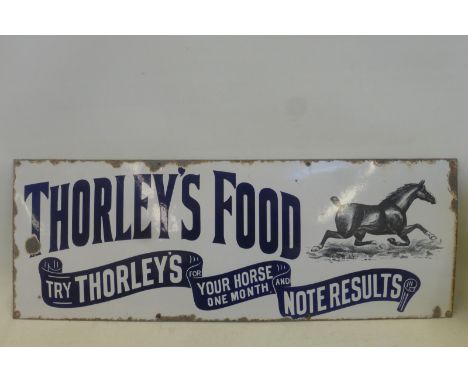 THORLEY'S FOOD
TRY THORLEY'S FOR YOUR HORSE ONE MONTH AND NOTE RESULTS